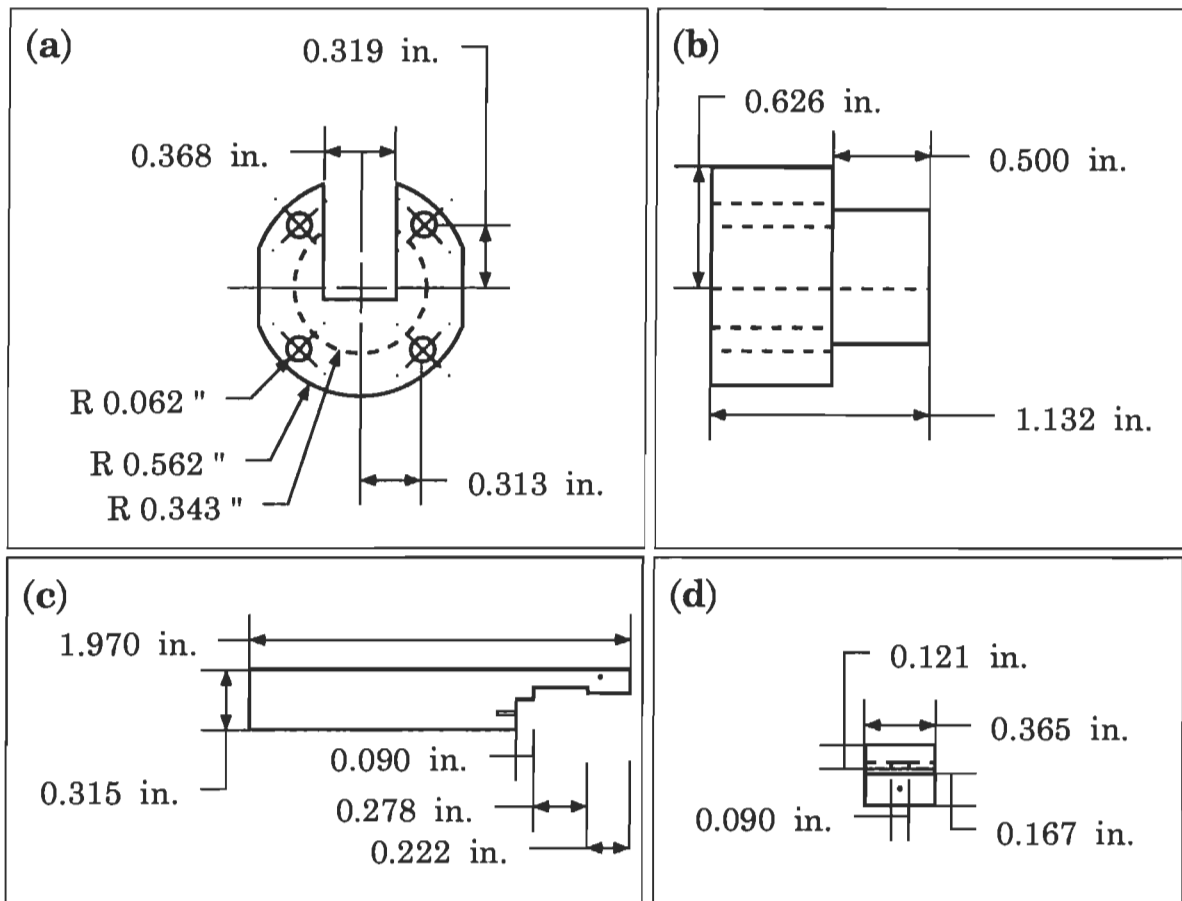 (a)
0.319 in.
0.368 in.
R 0.062 "
R 0.562 "
R 0.343 "
0.313 in.
(b)
0.626 in.
0.500 in.
1.132 in.
(c)
1.970 in.
0.315 in.
0.090 in.
0.278 in.
0.222 in.
(d)
0.121 in.
0.365 in.
0.090 in.
0.167 in.